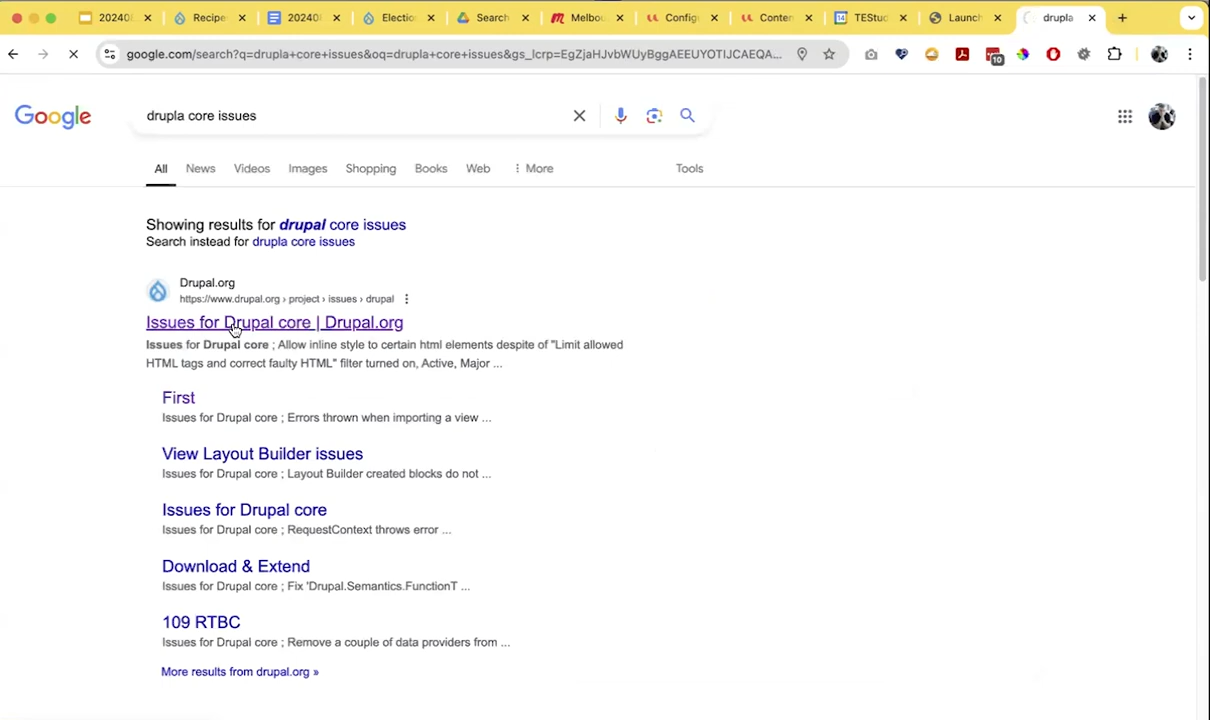 20240 Recipe 20240 Election Search Melbou Config Conten TEStud Launch drupla
google.com/search?q=drupla+core+issues&oq=drupla+core+issues&gs_lcrp=EgZjaHJvbWUyBggAEEUYOTIJCAEQA...
10
Google drupla core issues
All News Videos Images Shopping Books Web More Tools
Showing results for drupal core issues
Search instead for drupla core issues
Drupal.org
https://www.drupal.org › project › issues › drupal
Issues for Drupal core | Drupal.org
Issues for Drupal core ; Allow inline style to certain html elements despite of "Limit allowed
HTML tags and correct faulty HTML" filter turned on, Active, Major ...
First
Issues for Drupal core ; Errors thrown when importing a view ...
View Layout Builder issues
Issues for Drupal core ; Layout Builder created blocks do not ...
Issues for Drupal core
Issues for Drupal core ; RequestContext throws error ...
Download & Extend
Issues for Drupal core ; Fix 'Drupal.Semantics.FunctionT ...
109 RTBC
Issues for Drupal core ; Remove a couple of data providers from ...
More results from drupal.org »